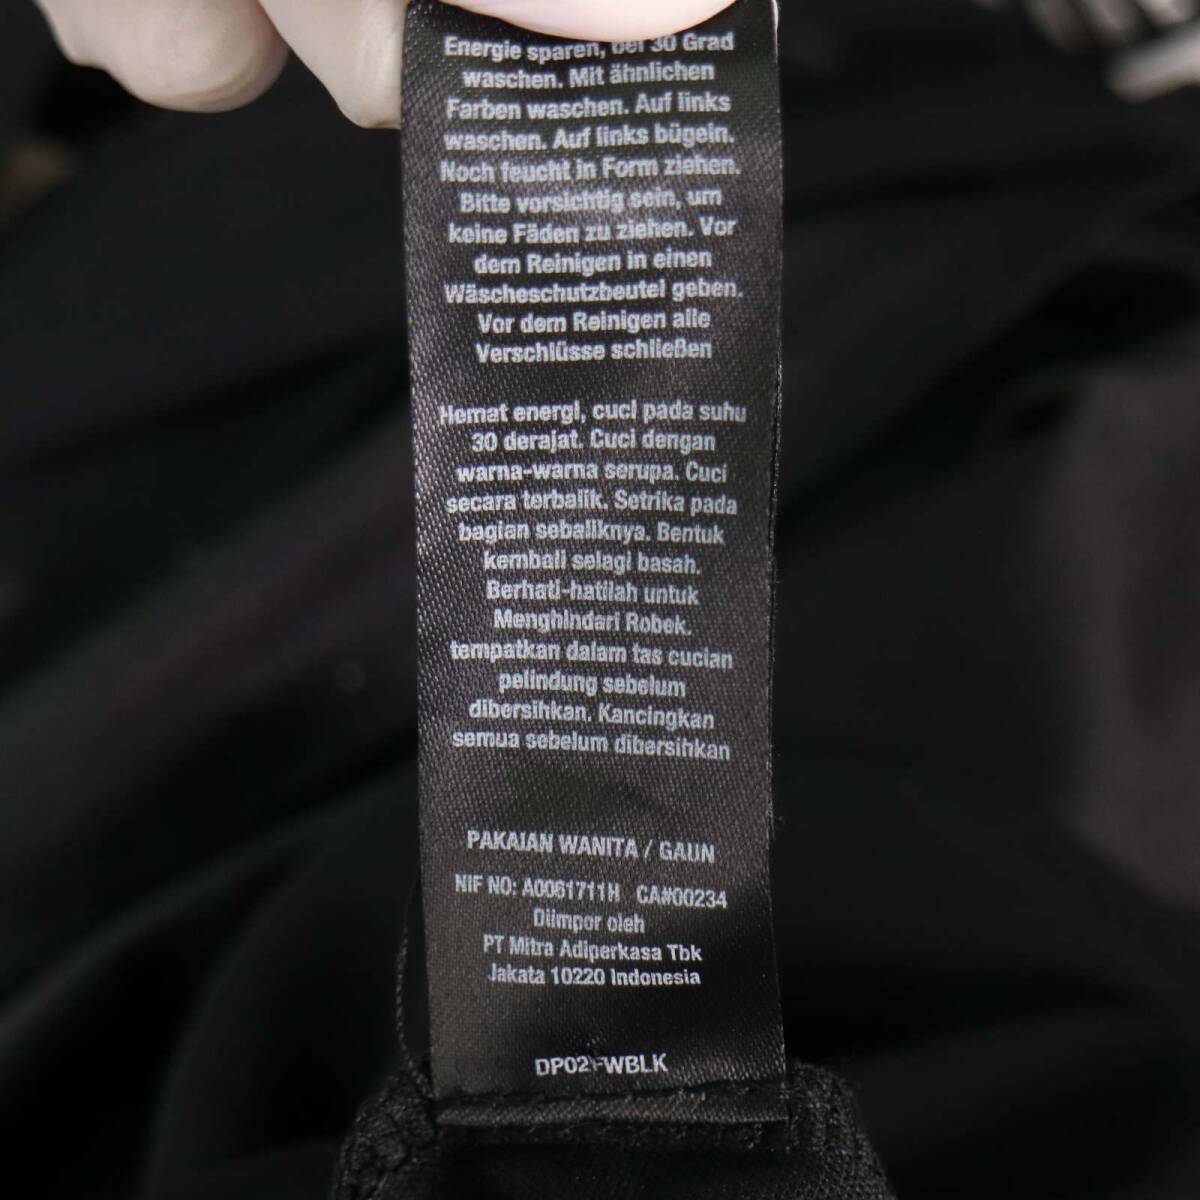 Energie sparen, bei 30 Grad
waschen. Mit ähnlichen
Farben waschen. Auf links
waschen. Auf links bügeln.
Noch feucht in Form ziehen.
Bitte vorsichtig sein, um
keine Fäden zu ziehen. Vor
dem Reinigen in einen
Wäscheschutzbeutel geben.
Vor dem Reinigen alle
Verschlüsse schließen
Hemat energi, cuci pada suhu
30 derajat. Cuci dengan
warna-warna serupa. Cuci
secara terbalik. Setrika pada
bagian sebaliknya. Bentuk
kembali selagi basah.
Berhati-hatilah untuk
Menghindari Robek.
tempatkan dalam tas cucian
pelindung sebelum
dibersihkan. Kancingkan
semua sebelum dibersihkan
PAKAIAN WANITA / GAUN
NIF NO: A0061711H CA#00234
Diimpor oleh
PT Mitra Adiperkasa Tbk
Jakata 10220 Indonesia